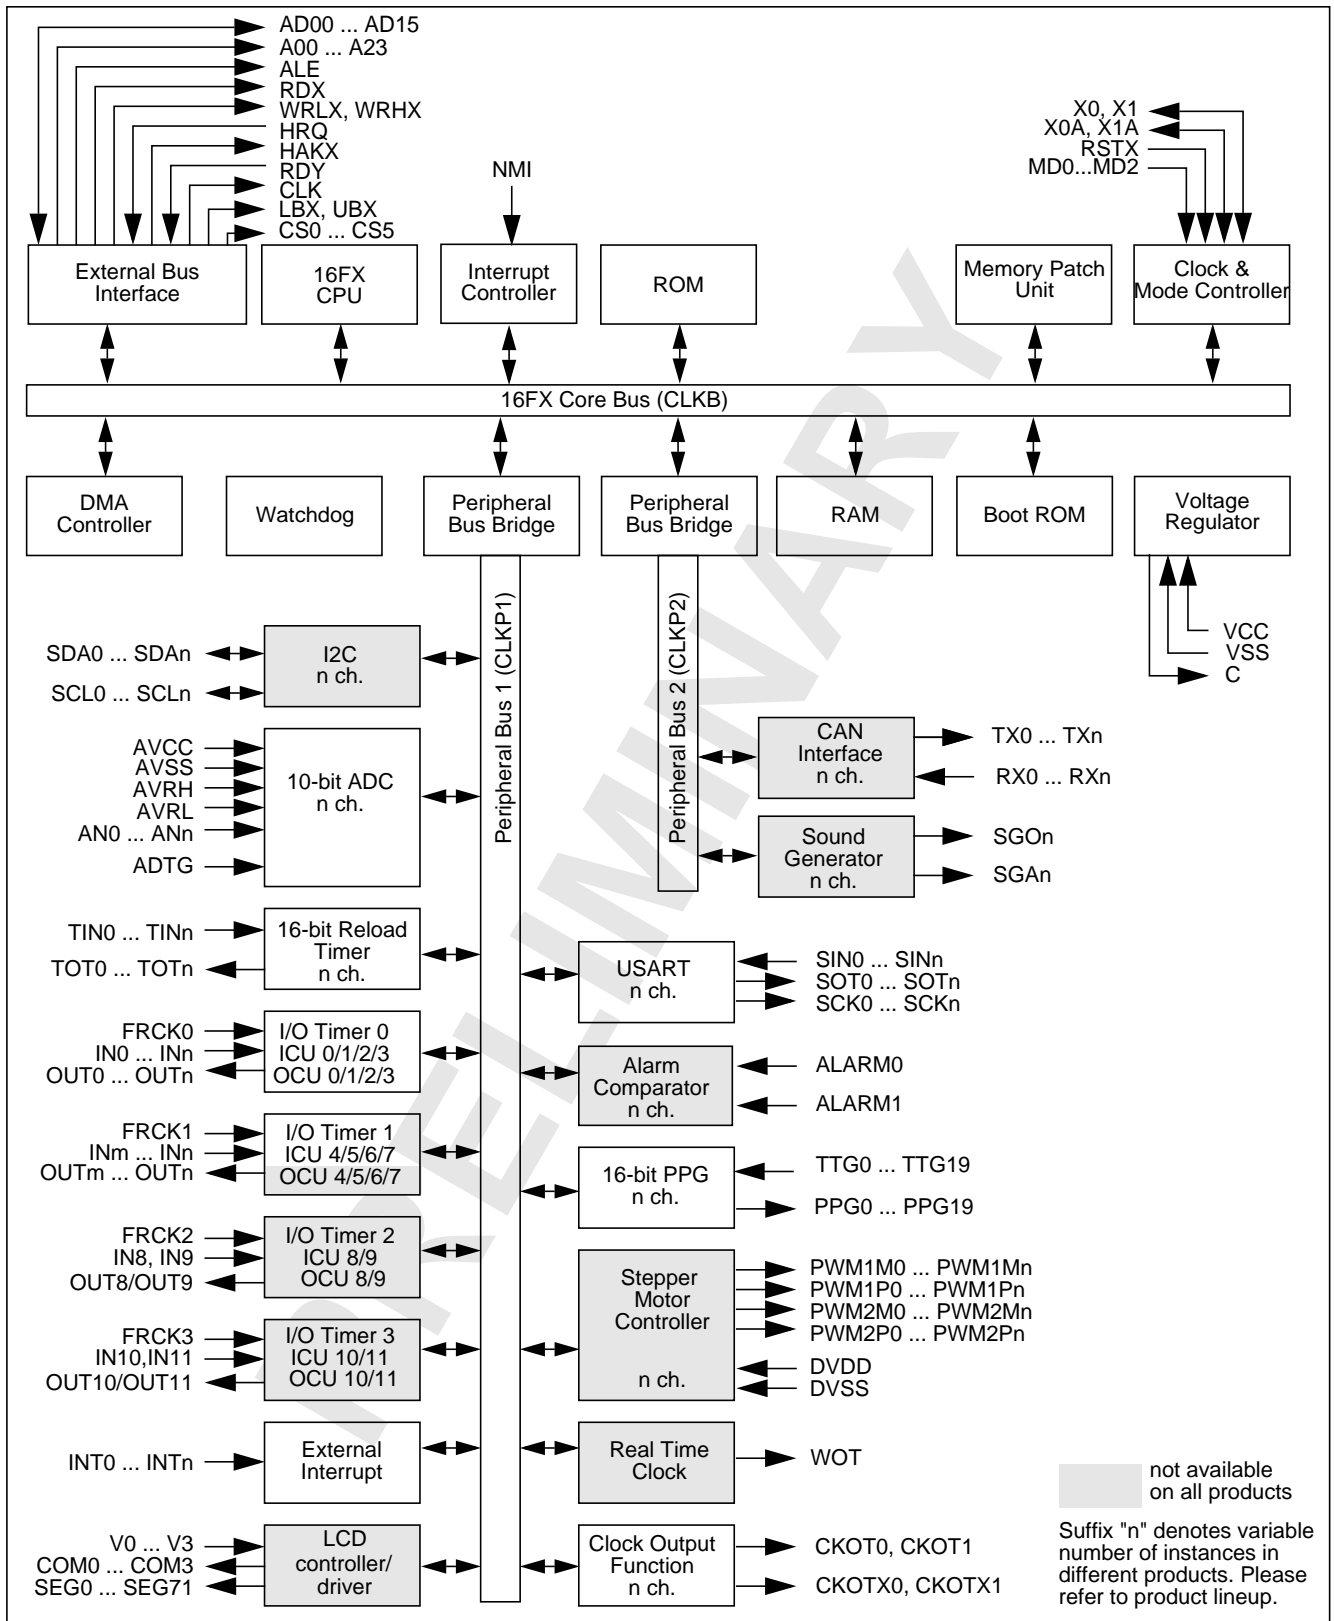 AD00 ... AD15
A00 ... A23
ALE
RDX
WRLX, WRHX
HRQ
HAKX
RDY
CLK
LBX, UBX
CS0 ... CS5
NMI
X0, X1
X0A, X1A
RSTX
MD0...MD2
External Bus
Interface
16FX
CPU
Interrupt
Controller
ROM
Memory Patch
Unit
Clock &
Mode Controller
16FX Core Bus (CLKB)
DMA
Controller
Watchdog
Peripheral
Bus Bridge
Peripheral
Bus Bridge
RAM
Boot ROM
Voltage
Regulator
VCC
VSS
C
Peripheral Bus 1 (CLKP1)
Peripheral Bus 2 (CLKP2)
SDA0 ... SDAn
SCL0 ... SCLn
I2C
n ch.
AVCC
AVSS
AVRH
AVRL
AN0 ... ANn
ADTG
10-bit ADC
n ch.
TIN0 ... TINn
TOT0 ... TOTn
16-bit Reload
Timer
n ch.
FRCK0
IN0 ... INn
OUT0 ... OUTn
I/O Timer 0
ICU 0/1/2/3
OCU 0/1/2/3
FRCK1
INm ... INn
OUTm ... OUTn
I/O Timer 1
ICU 4/5/6/7
OCU 4/5/6/7
FRCK2
IN8, IN9
OUT8/OUT9
I/O Timer 2
ICU 8/9
OCU 8/9
FRCK3
IN10,IN11
OUT10/OUT11
I/O Timer 3
ICU 10/11
OCU 10/11
INT0 ... INTn
External
Interrupt
V0 ... V3
COM0 ... COM3
SEG0 ... SEG71
LCD
controller/
driver
CAN
Interface
n ch.
TX0 ... TXn
RX0 ... RXn
Sound
Generator
n ch.
SGOn
SGAn
USART
n ch.
SIN0 ... SINn
SOT0 ... SOTn
SCK0 ... SCKn
Alarm
Comparator
n ch.
ALARM0
ALARM1
16-bit PPG
n ch.
TTG0 ... TTG19
PPG0 ... PPG19
Stepper
Motor
Controller
n ch.
PWM1M0 ... PWM1Mn
PWM1P0 ... PWM1Pn
PWM2M0 ... PWM2Mn
PWM2P0 ... PWM2Pn
DVDD
DVSS
Real Time
Clock
WOT
Clock Output
Function
n ch.
CKOT0, CKOT1
CKOTX0, CKOTX1
not available
on all products
Suffix "n" denotes variable
number of instances in
different products. Please
refer to product lineup.
PRELIMINARY